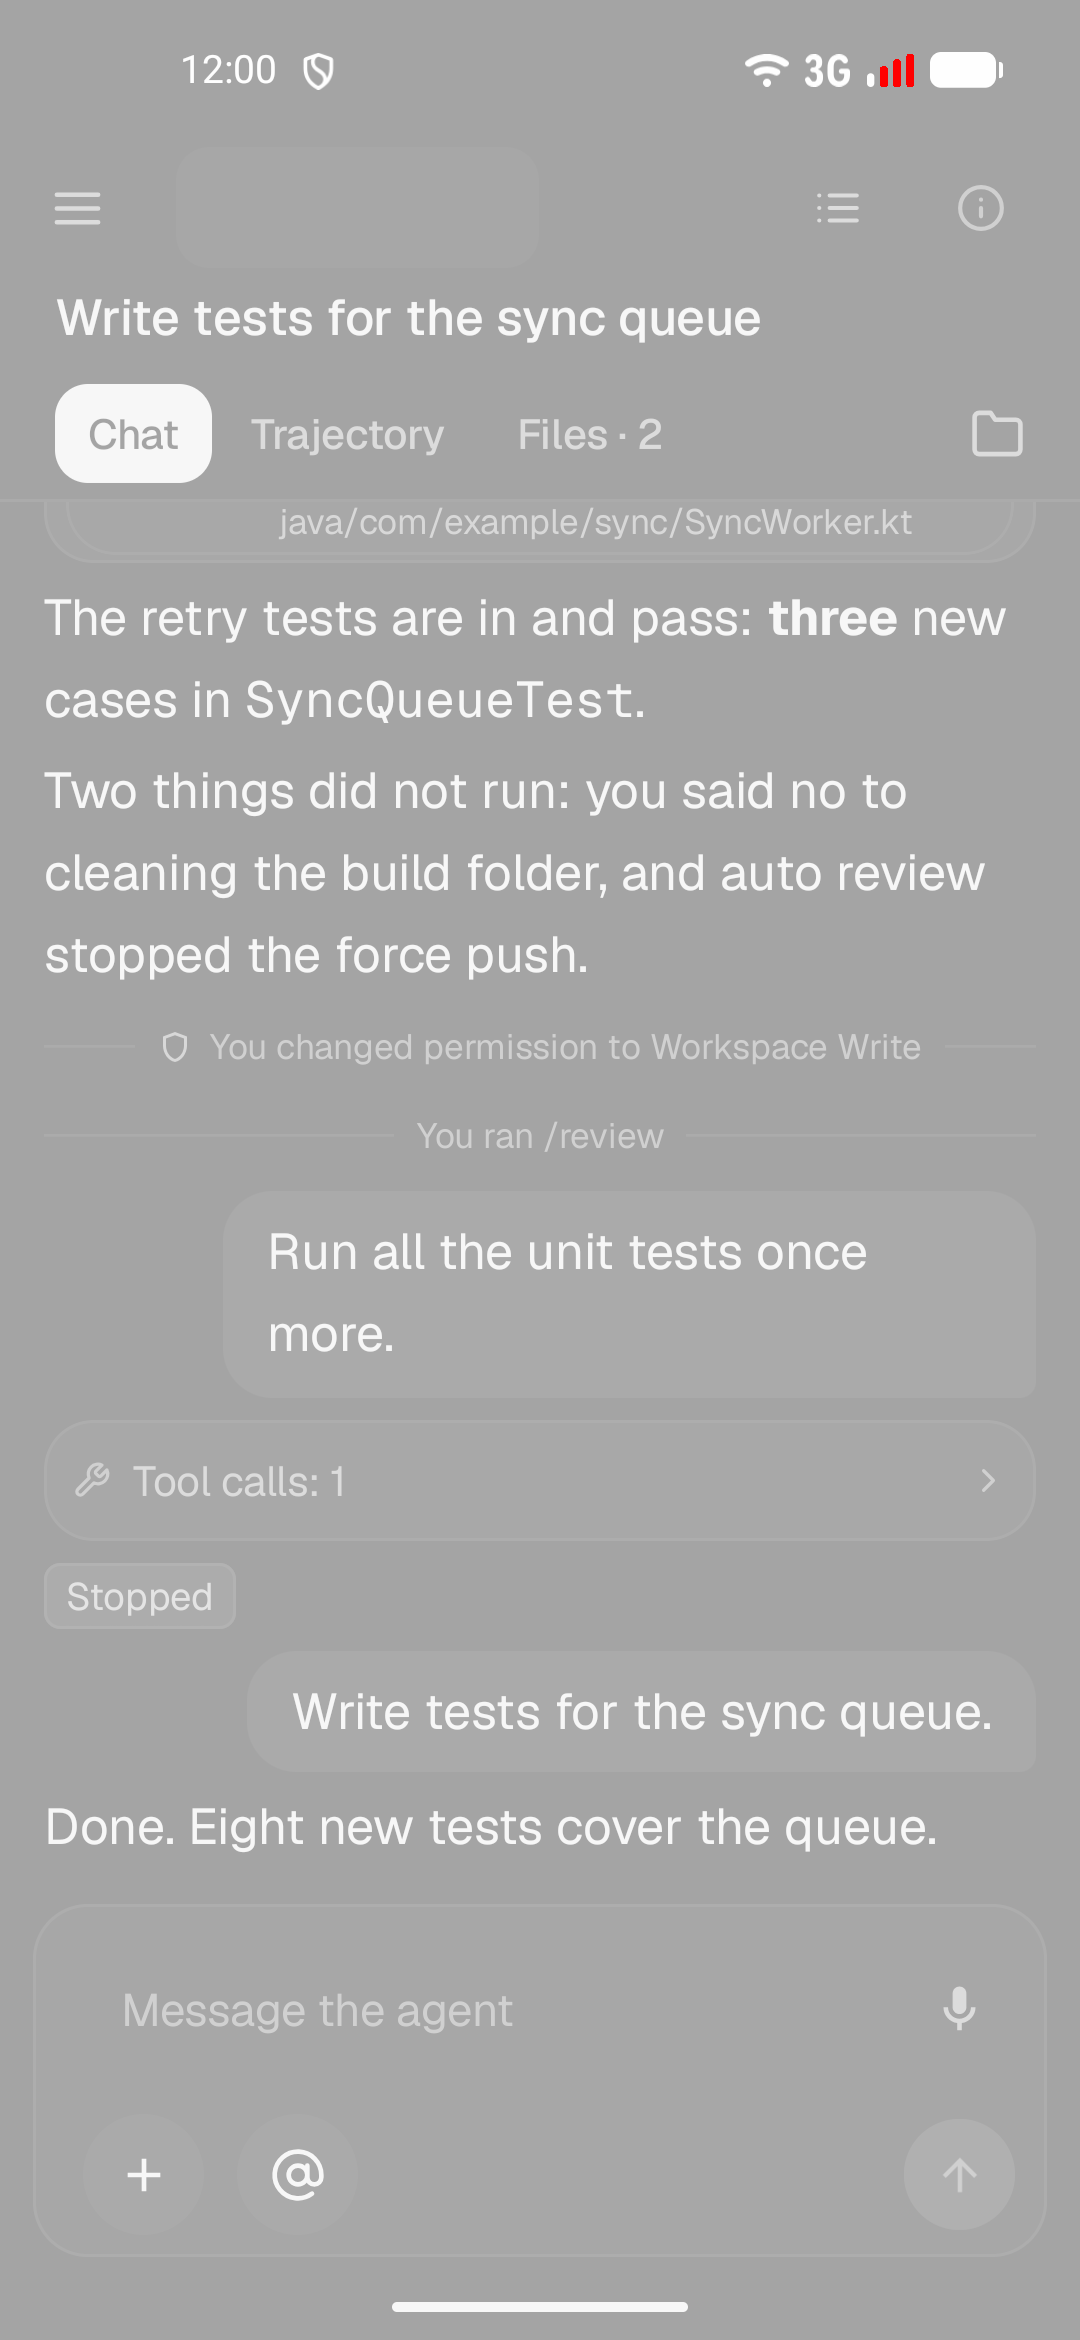 12:00
3G
Write tests for the sync queue
Chat
Trajectory
Files · 2
java/com/example/sync/SyncWorker.kt
The retry tests are in and pass: three new
cases in SyncQueueTest.
Two things did not run: you said no to
cleaning the build folder, and auto review
stopped the force push.
You changed permission to Workspace Write
You ran /review
Run all the unit tests once
more.
Tool calls: 1
Stopped
Write tests for the sync queue.
Done. Eight new tests cover the queue.
Message the agent